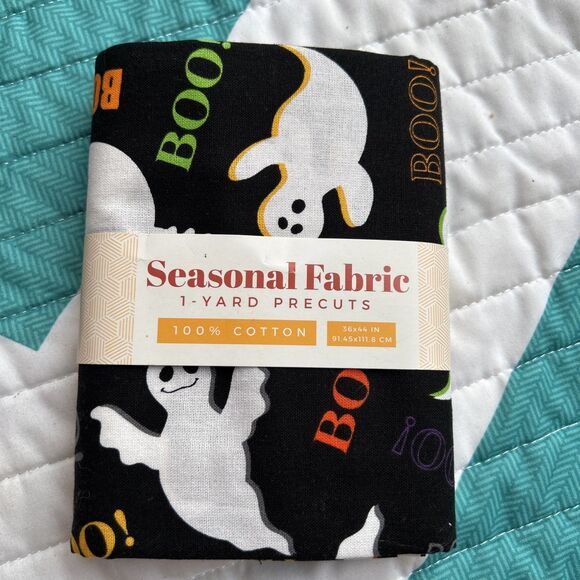 BOO!
BOO!
BOO!
Seasonal Fabric
1-YARD PRECUTS
100% COTTON
36x44 IN
91.45x111.8 CM